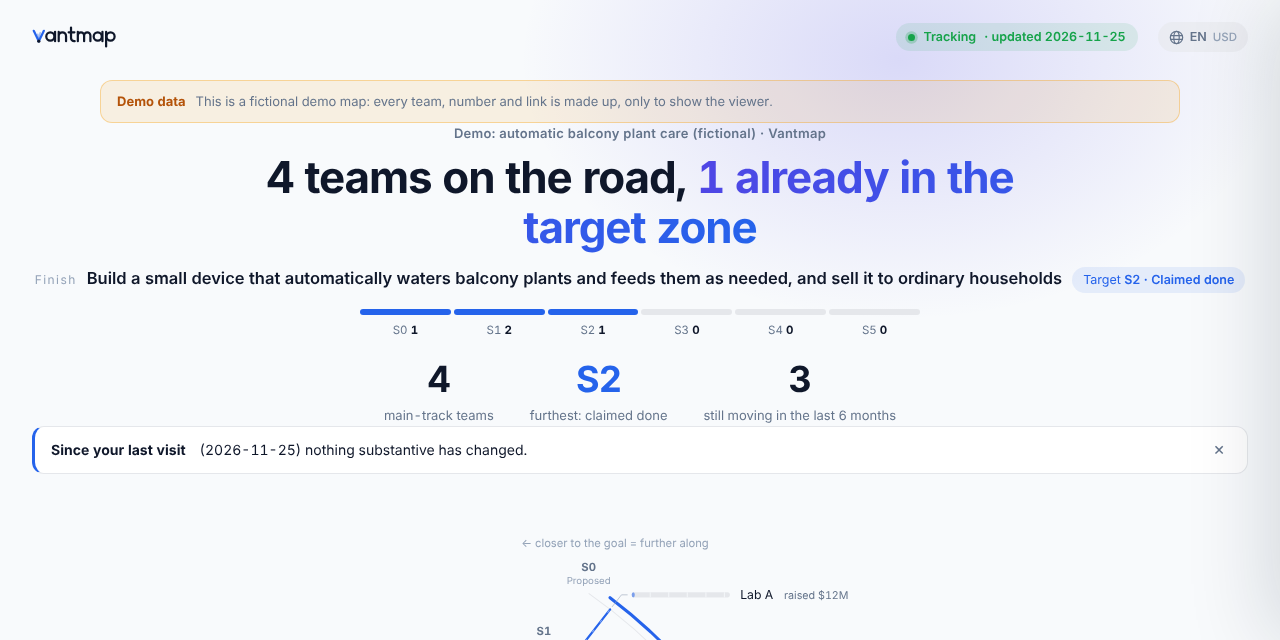 vantmap
Tracking · updated 2026-11-25
EN USD
Demo data This is a fictional demo map: every team, number and link is made up, only to show the viewer.
Demo: automatic balcony plant care (fictional) · Vantmap
4 teams on the road, 1 already in the
target zone
Finish Build a small device that automatically waters balcony plants and feeds them as needed, and sell it to ordinary households Target S2 · Claimed done
S0 1 S1 2 S2 1 S3 0 S4 0 S5 0
4 S2 3
main-track teams furthest: claimed done still moving in the last 6 months
Since your last visit (2026-11-25) nothing substantive has changed. ×
← closer to the goal = further along
S0
Proposed
Lab A raised $12M
S1